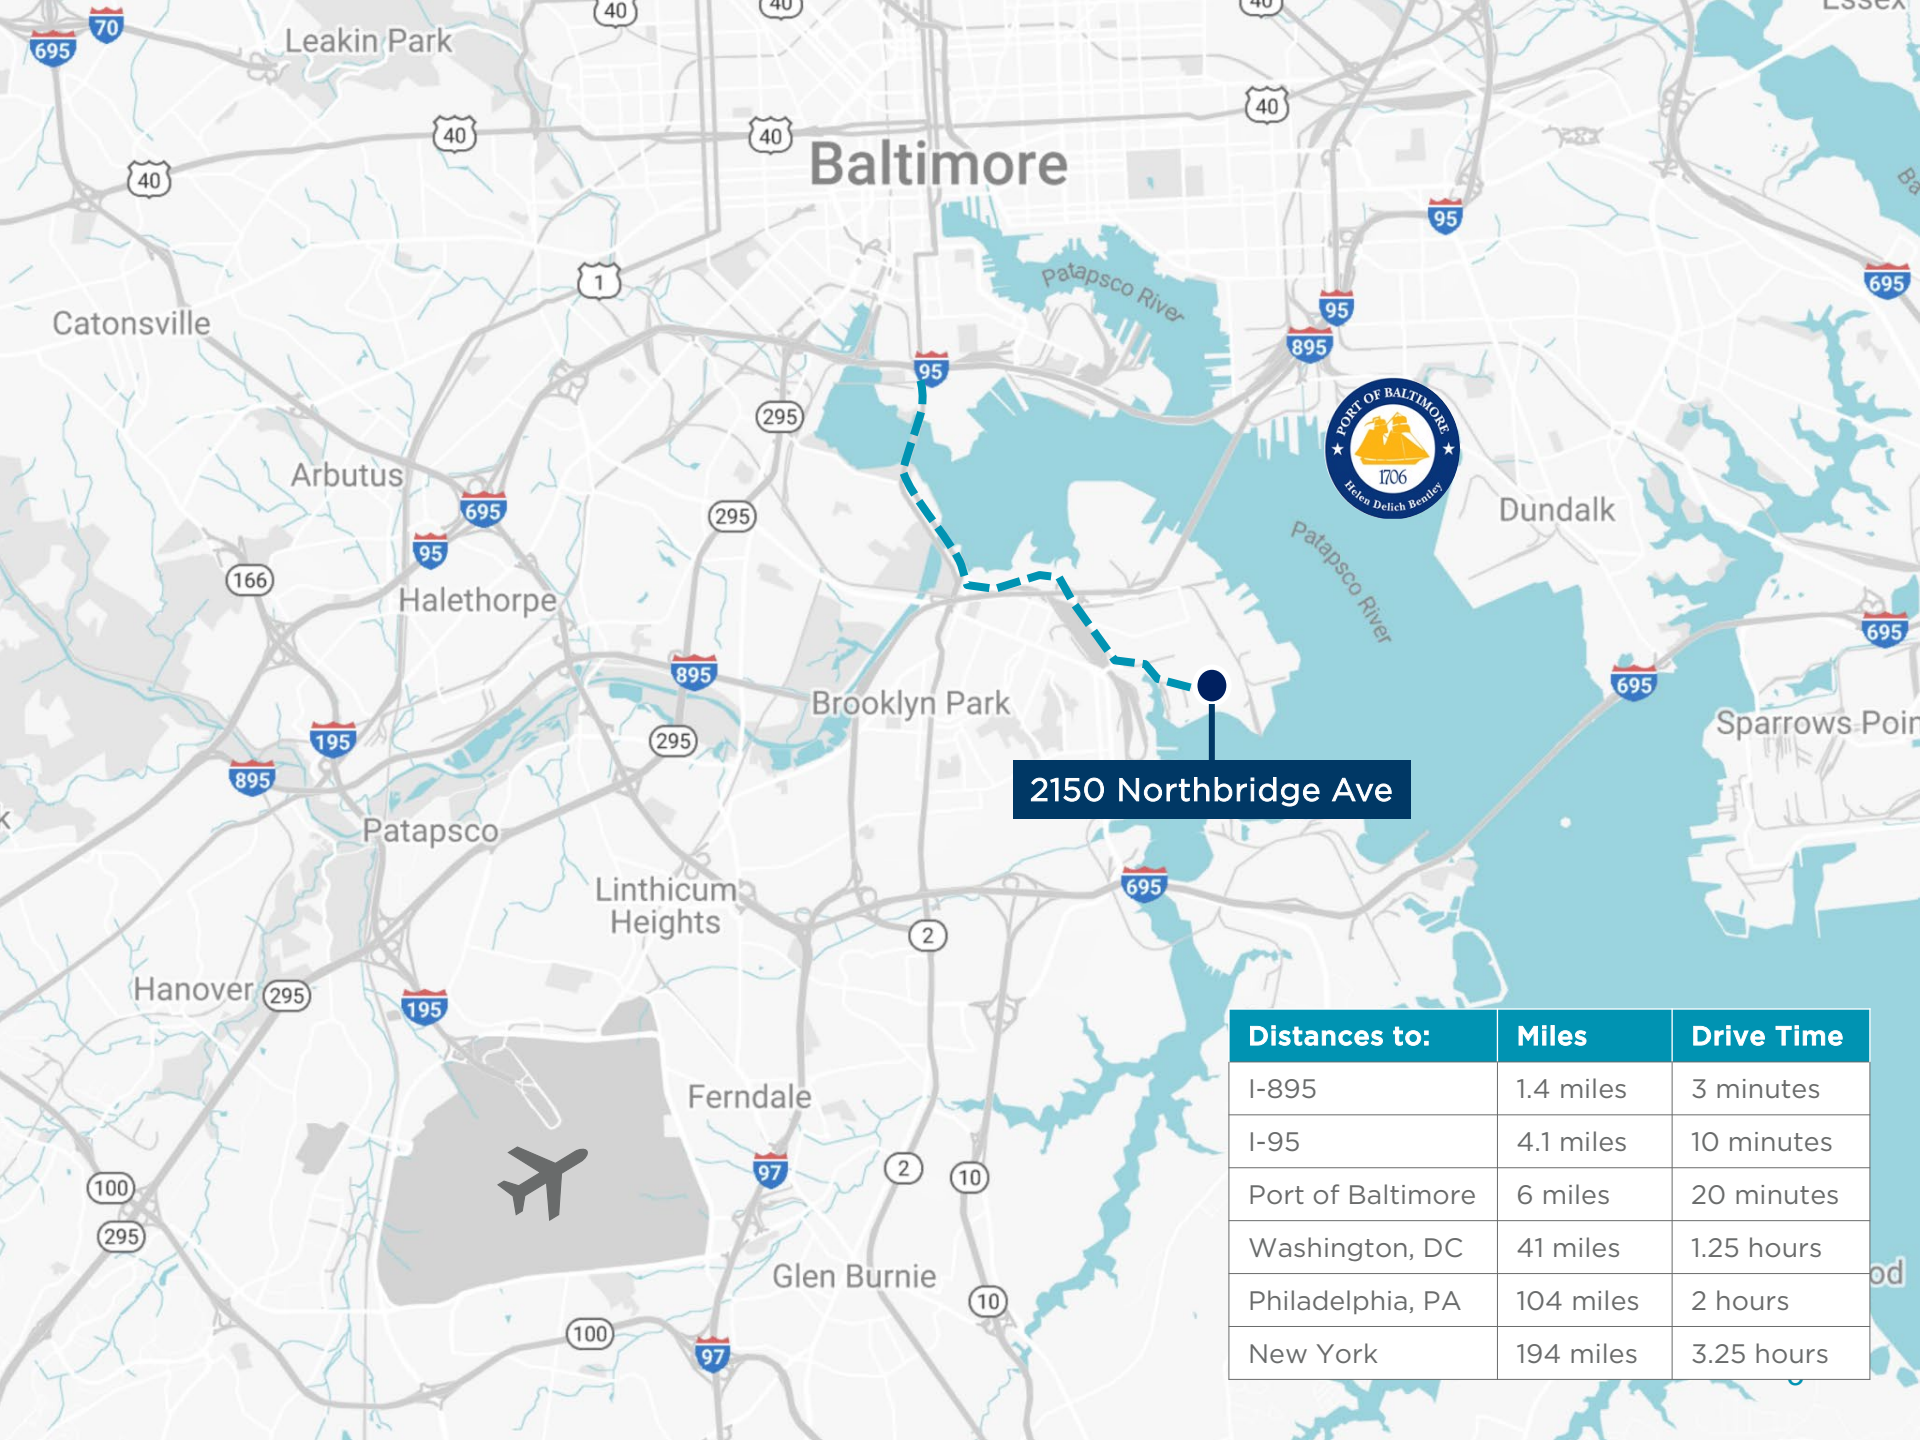 Essex
40
40
40
70
695
Leakin Park
40
40
40
40
Baltimore
95
1
Patapsco River
695
Catonsville
95
895
95
295
PORT OF BALTIMORE
1706
Helen Delich Bentley
Arbutus
695
295
Dundalk
95
Patapsco River
166
Halethorpe
695
895
695
2150 Northbridge Ave
Brooklyn Park
Sparrows Poin
195
295
895
Patapsco
Linthicum
Heights
695
2
Hanover
295
195
Ferndale
97
2
10
100
295
Glen Burnie
10
100
97
Distances to: Miles Drive Time
I-895 1.4 miles 3 minutes
I-95 4.1 miles 10 minutes
Port of Baltimore 6 miles 20 minutes
Washington, DC 41 miles 1.25 hours
Philadelphia, PA 104 miles 2 hours
New York 194 miles 3.25 hours
od